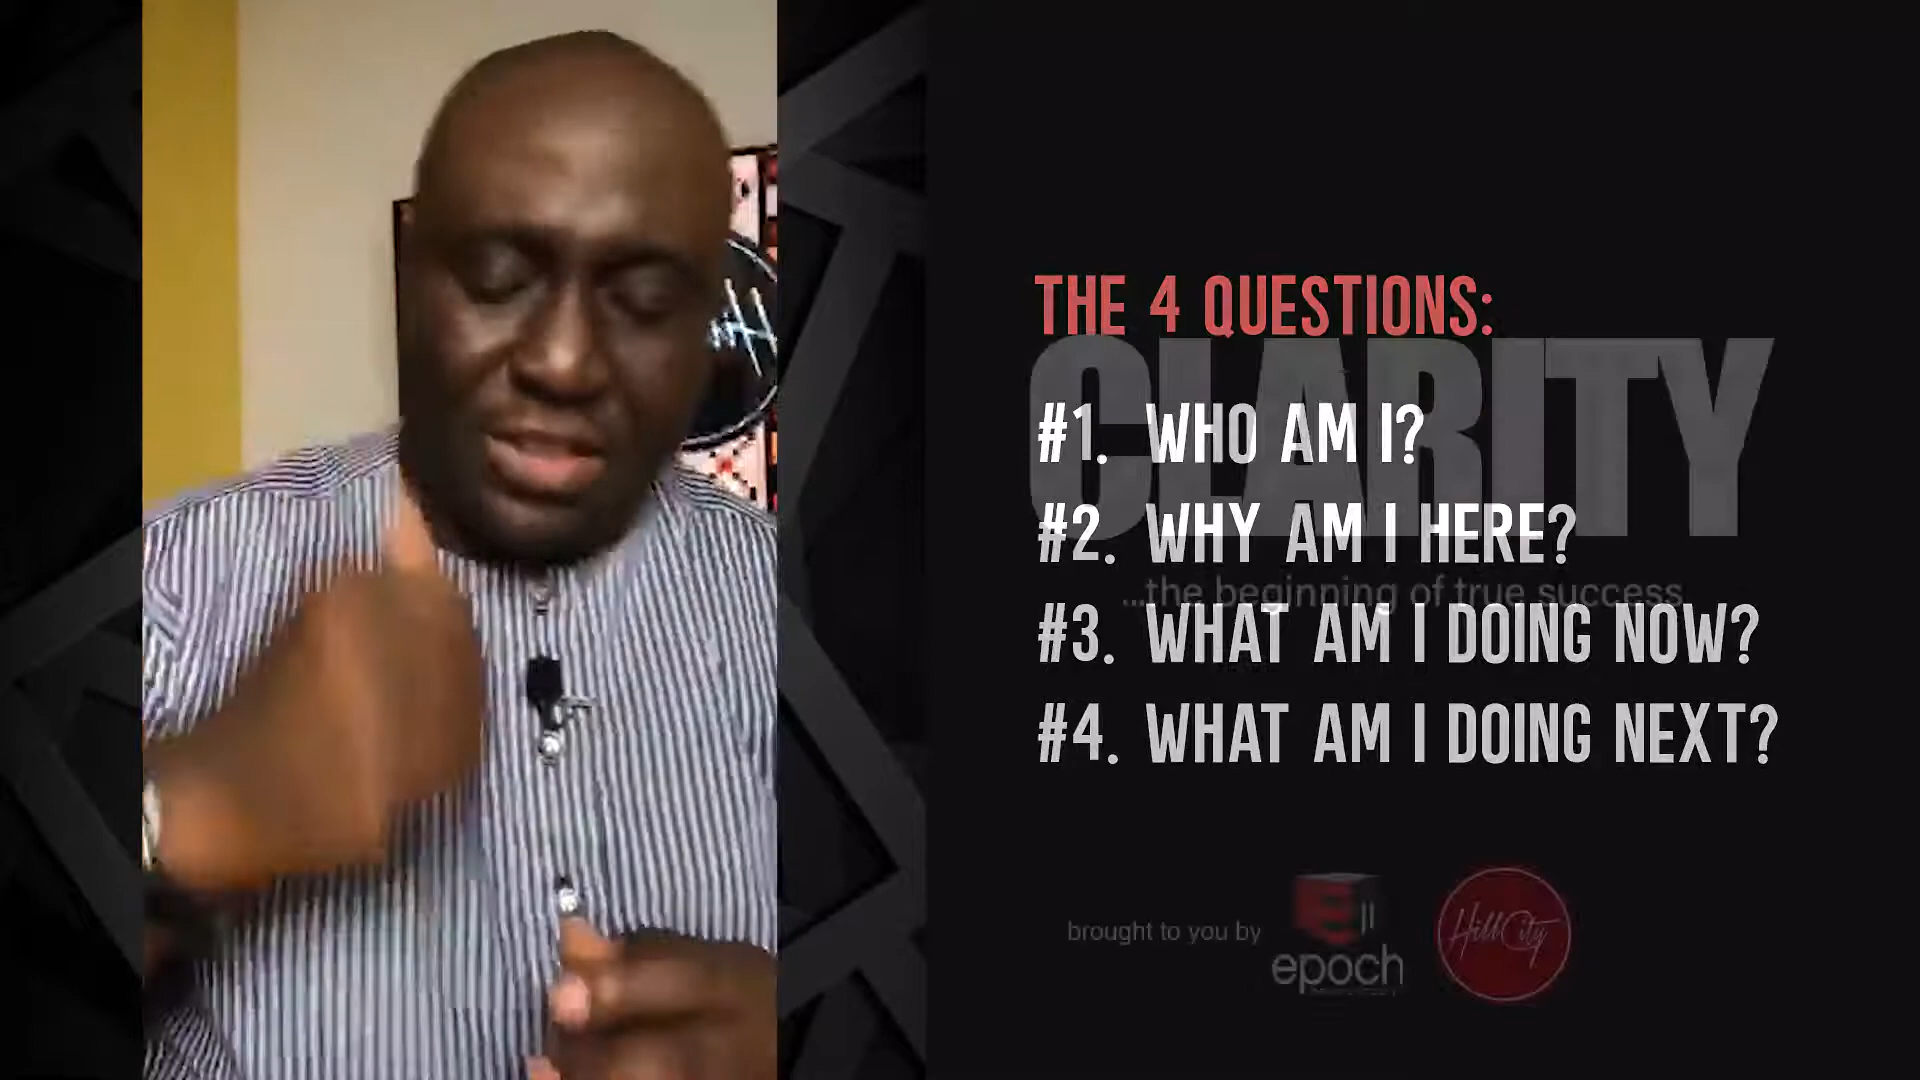 THE 4 QUESTIONS:
CLARITY
#1. WHO AM I?
#2. WHY AM I HERE?
...the beginning of true success
#3. WHAT AM I DOING NOW?
#4. WHAT AM I DOING NEXT?
brought to you by
epoch
HillCity